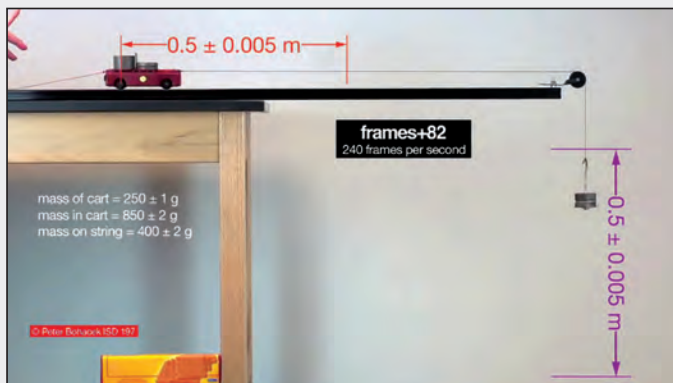 0.5 ± 0.005 m
frames+82
240 frames per second
mass of cart = 250 ± 1 g
mass in cart = 850 ± 2 g
mass on string = 400 ± 2 g
0.5 ± 0.005 m
© Peter Bohacek ISD 197